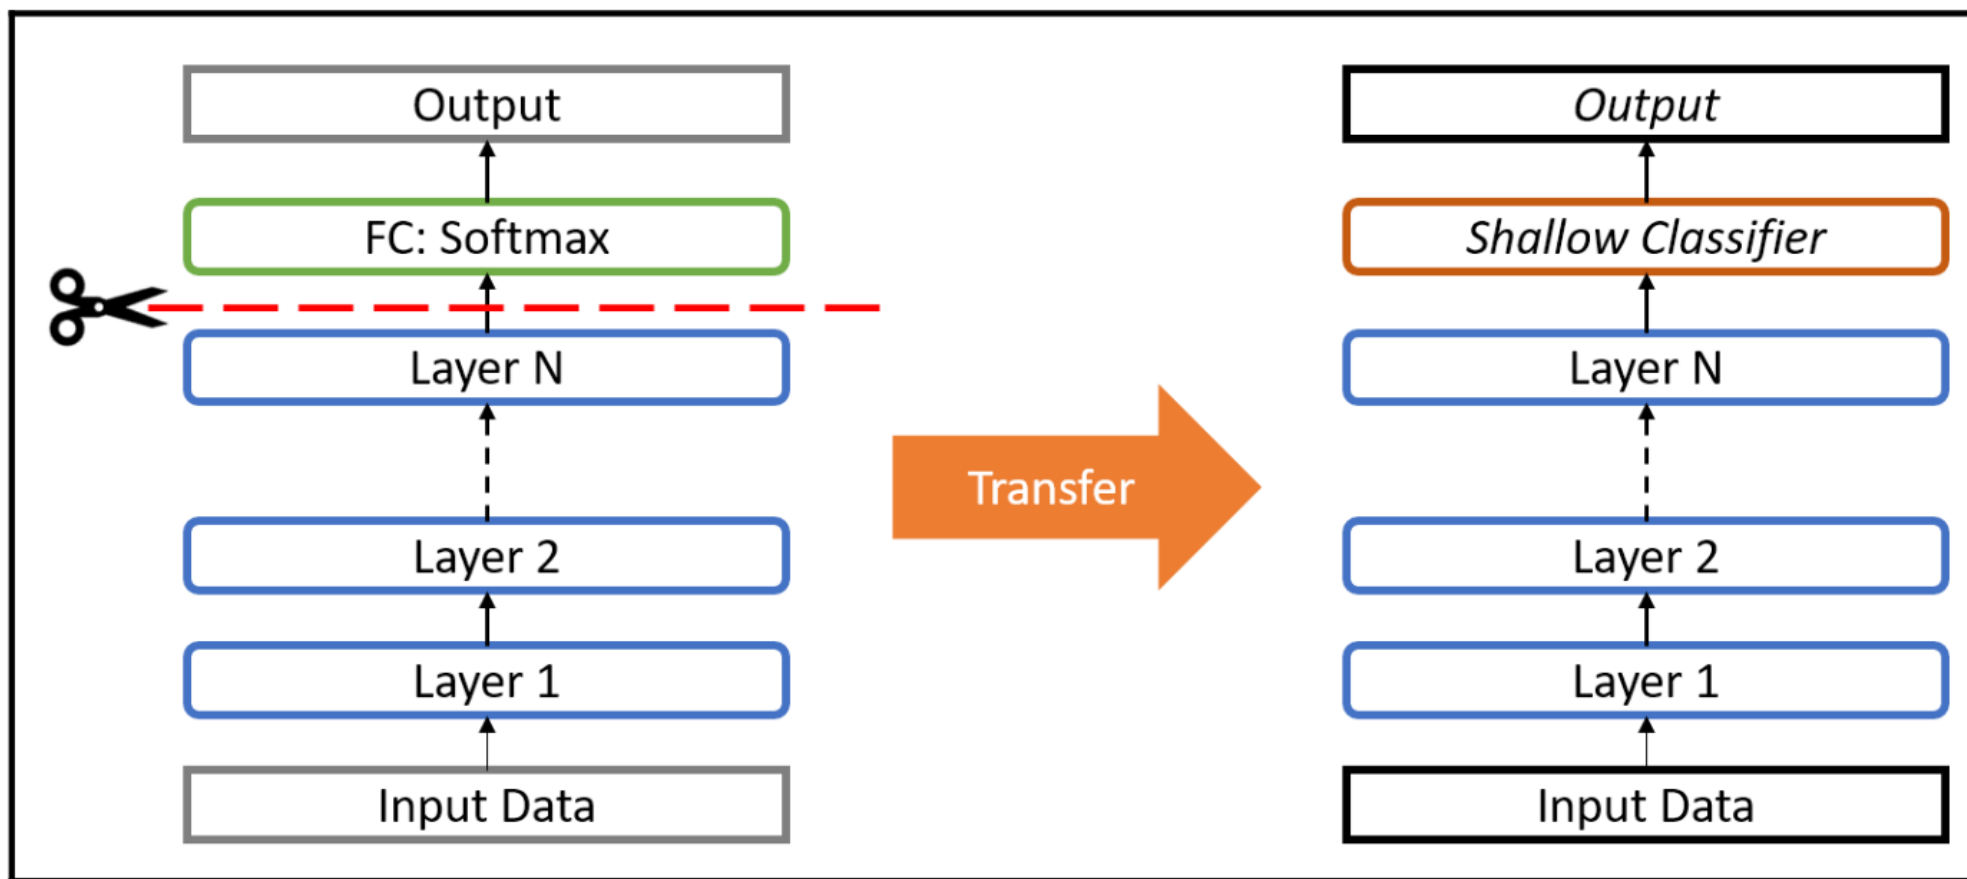 Output
FC: Softmax
Layer N
Layer 2
Layer 1
Input Data
Transfer
Output
Shallow Classifier
Layer N
Layer 2
Layer 1
Input Data